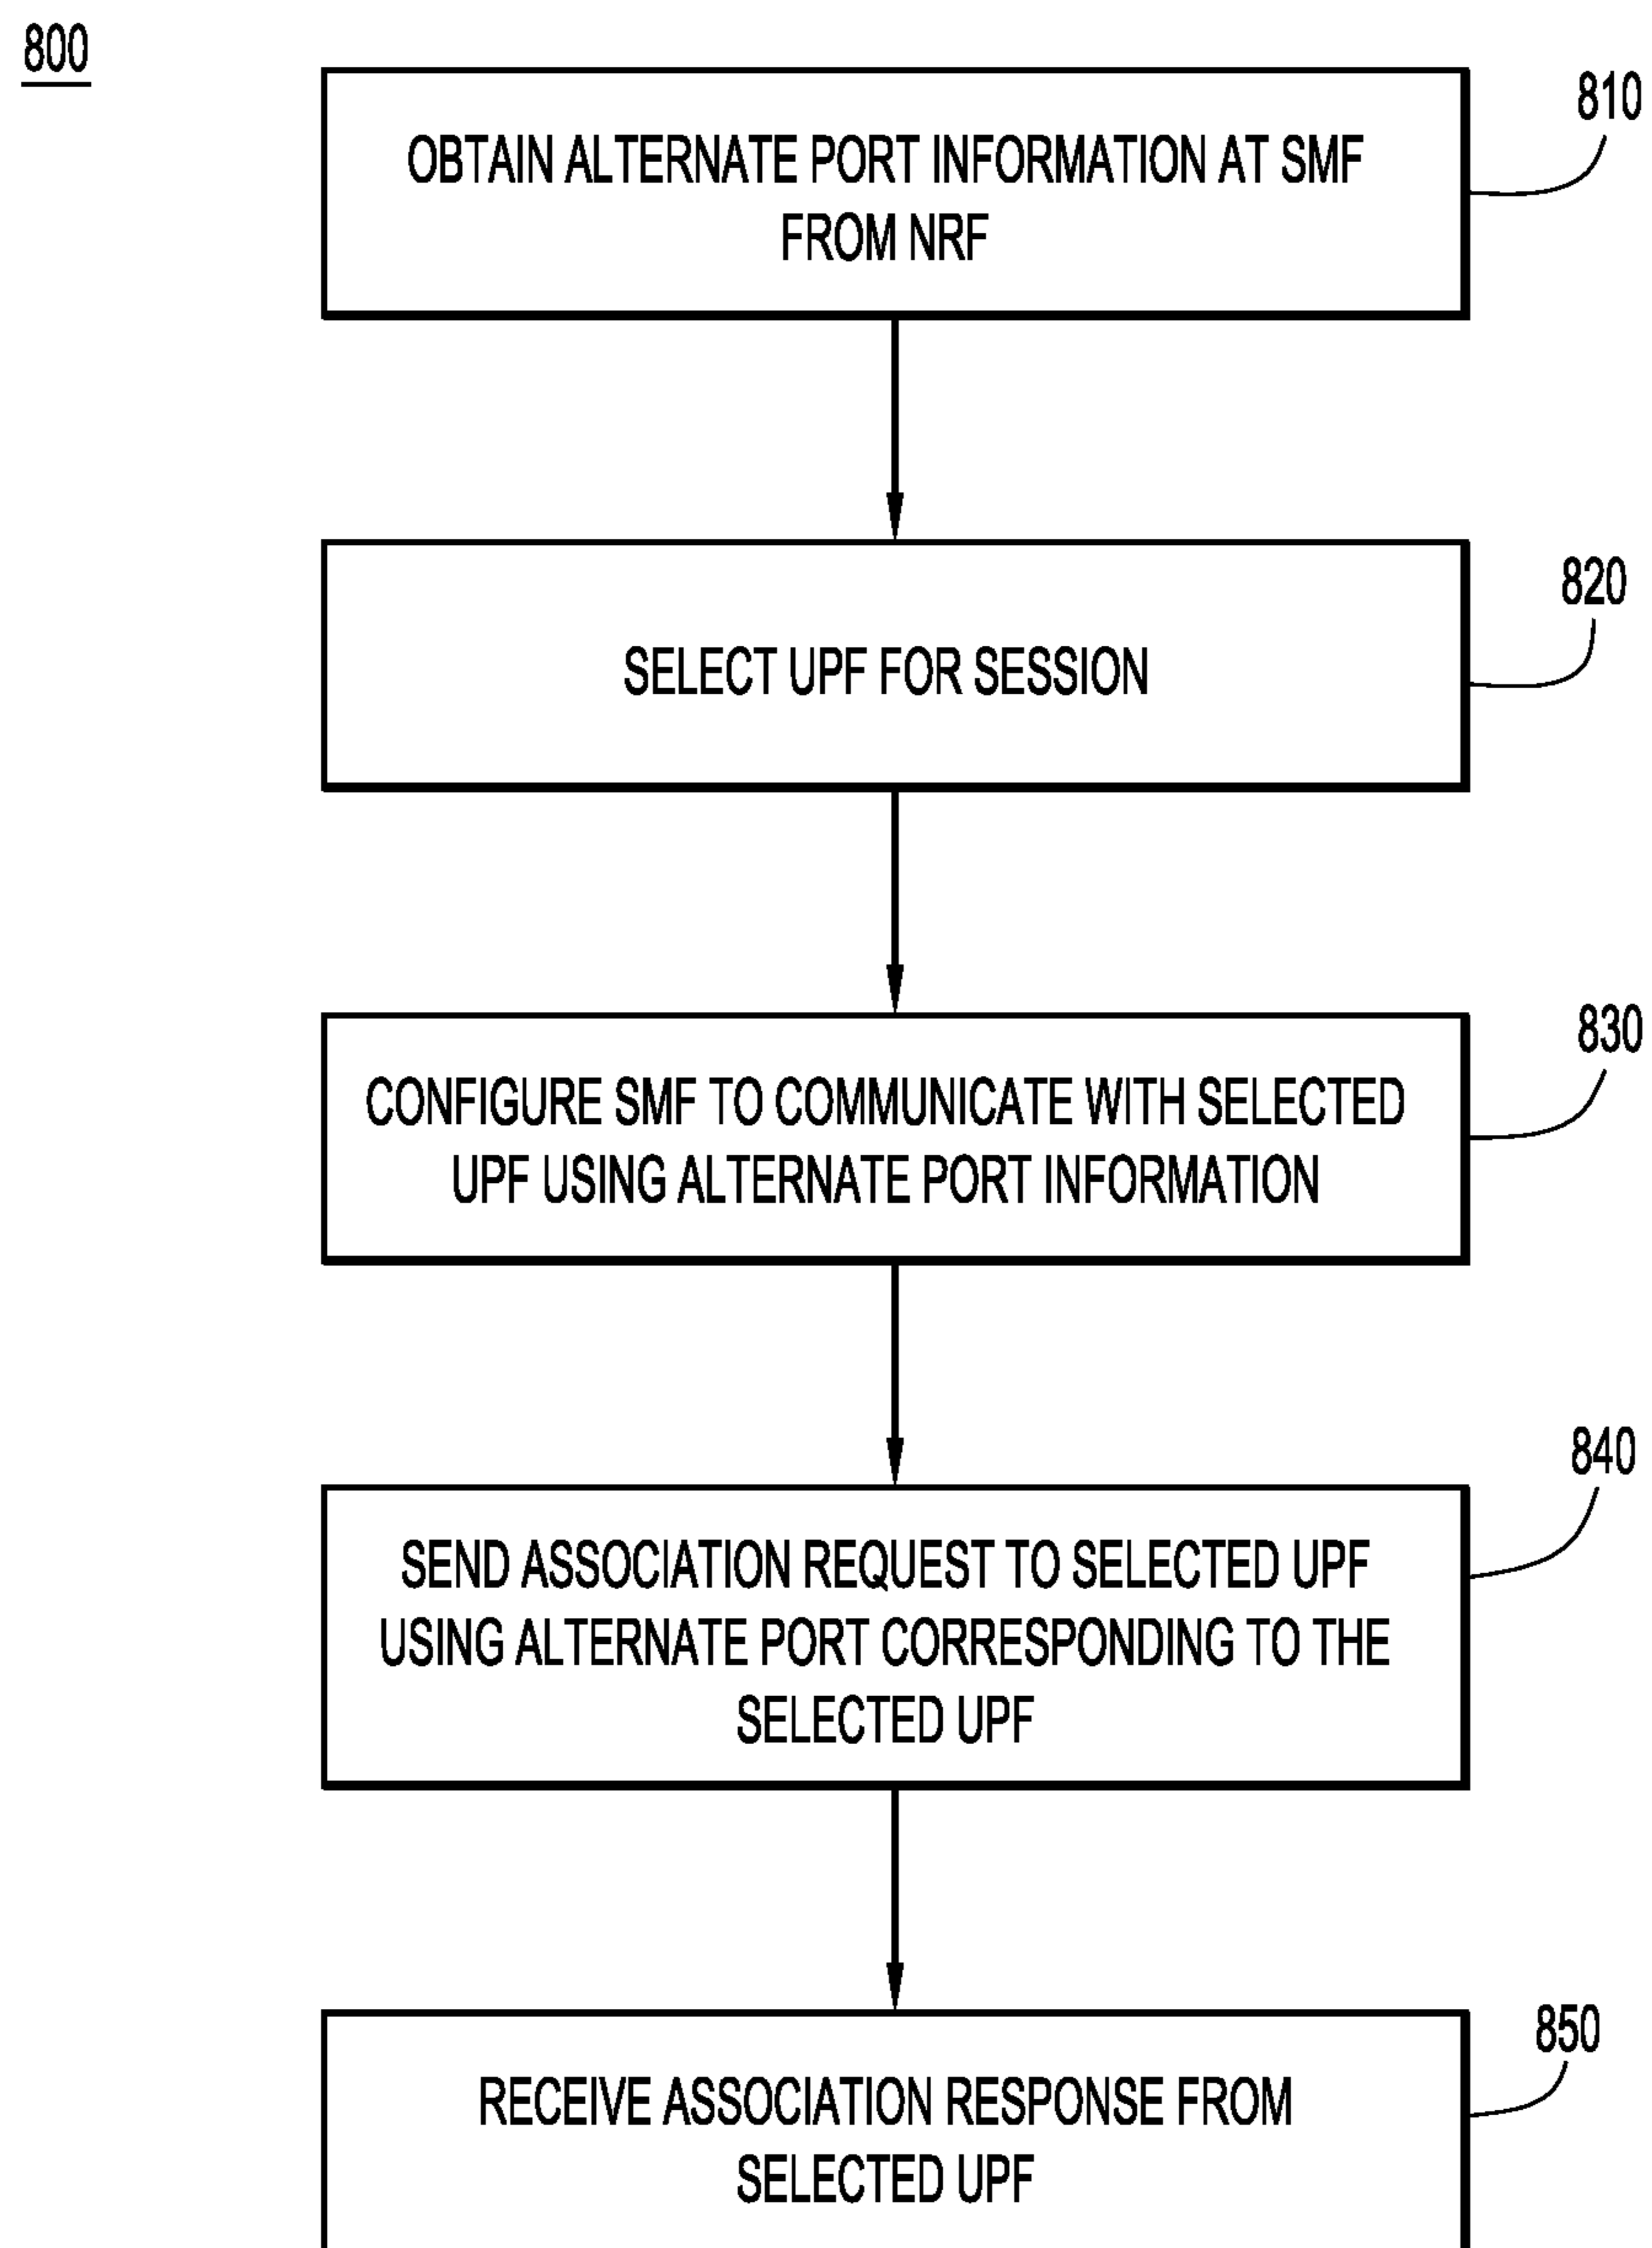 800
810
OBTAIN ALTERNATE PORT INFORMATION AT SMF
FROM NRF
820
SELECT UPF FOR SESSION
830
CONFIGURE SMF TO COMMUNICATE WITH SELECTED
UPF USING ALTERNATE PORT INFORMATION
840
SEND ASSOCIATION REQUEST TO SELECTED UPF
USING ALTERNATE PORT CORRESPONDING TO THE
SELECTED UPF
850
RECEIVE ASSOCIATION RESPONSE FROM
SELECTED UPF